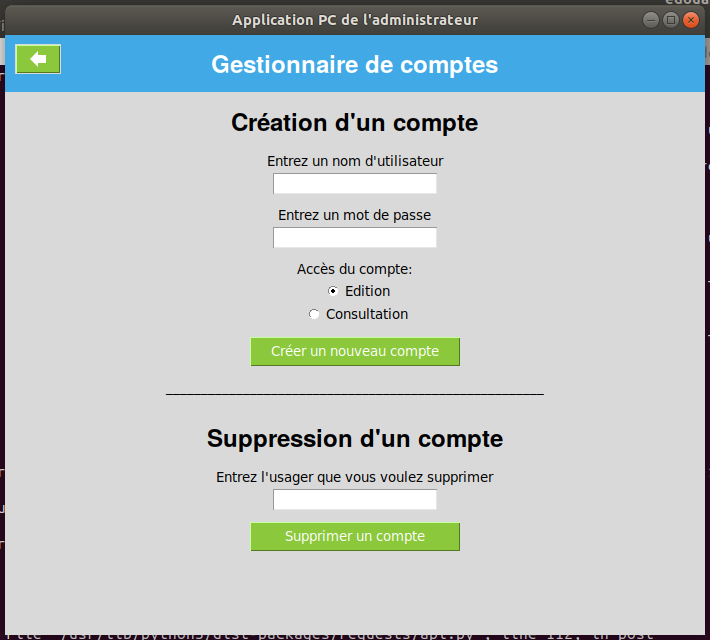 Application PC de l'administrateur
Gestionnaire de comptes
Création d'un compte
Entrez un nom d'utilisateur
Entrez un mot de passe
Accès du compte:
Edition
Consultation
Créer un nouveau compte
Suppression d'un compte
Entrez l'usager que vous voulez supprimer
Supprimer un compte